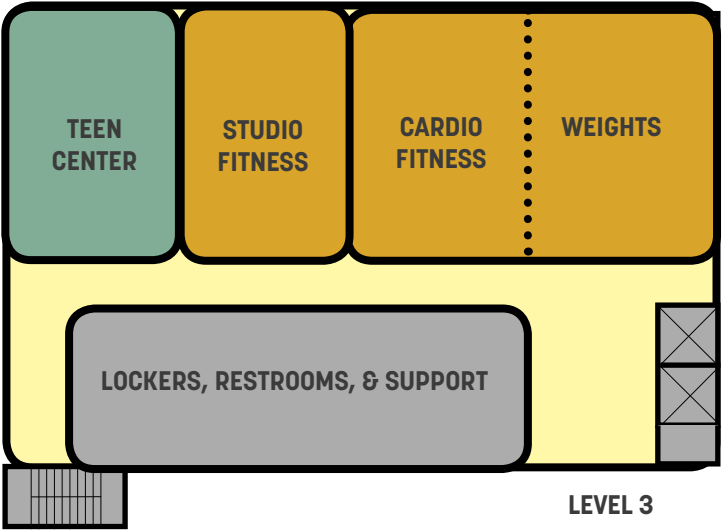 TEEN
CENTER
STUDIO
FITNESS
CARDIO
FITNESS
WEIGHTS
LOCKERS, RESTROOMS, & SUPPORT
LEVEL 3